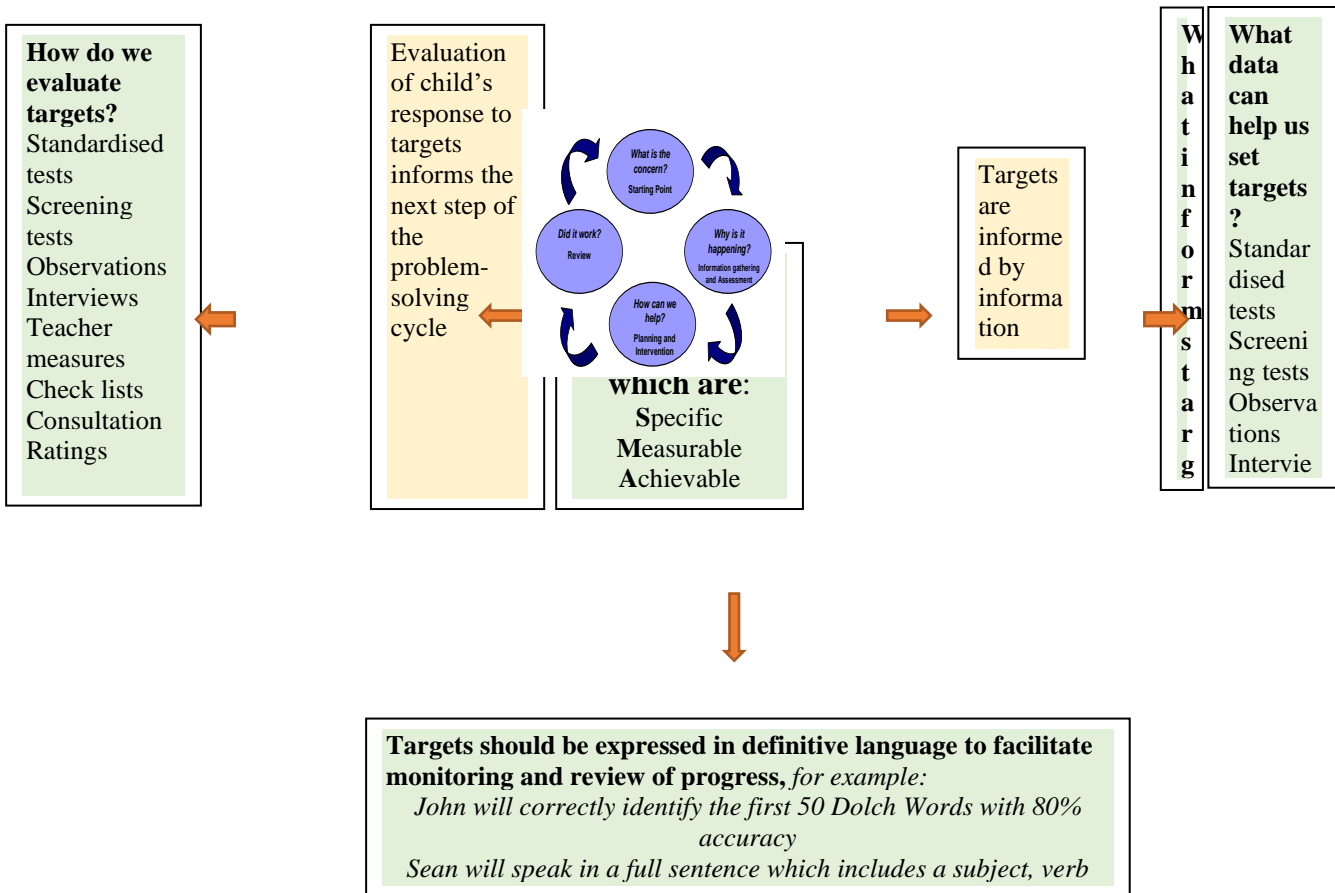 How do we
evaluate
targets?
Standardised
tests
Screening
tests
Observations
Interviews
Teacher
measures
Check lists
Consultation
Ratings
Evaluation
of child’s
response to
targets
informs the
next step of
the
problem-
solving
cycle
What is the
concern?
Starting Point
Why is it
happening?
Information gathering
and Assessment
How can we
help?
Planning and
Intervention
Did it work?
Review
which are:
Specific
Measurable
Achievable
Targets
are
informe
d by
informa
tion
W
h
a
t
i
n
f
o
r
m
s
t
a
r
g
What
data
can
help us
set
targets
?
Standar
dised
tests
Screeni
ng tests
Observa
tions
Intervie
Targets should be expressed in definitive language to facilitate
monitoring and review of progress, for example:
John will correctly identify the first 50 Dolch Words with 80%
accuracy
Sean will speak in a full sentence which includes a subject, verb